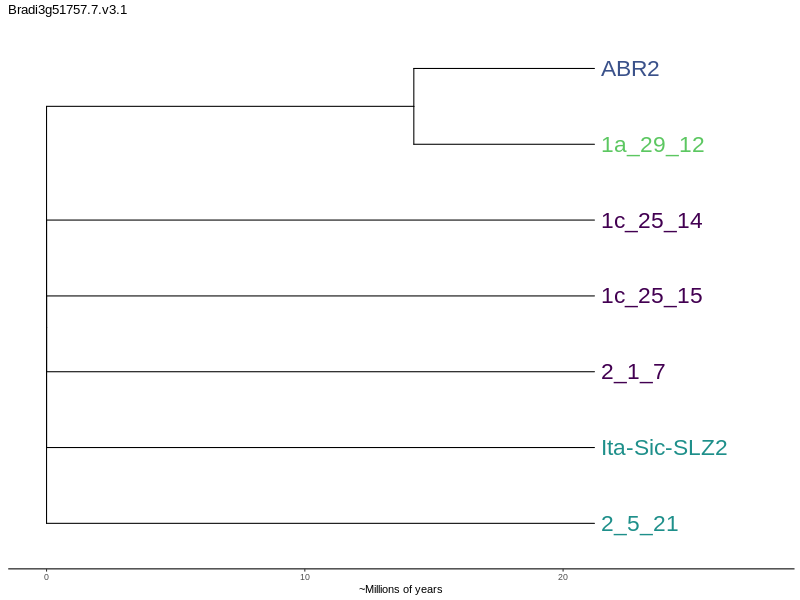 Bradi3g51757.7.v3.1
ABR2
1a_29_12
1c_25_14
1c_25_15
2_1_7
Ita-Sic-SLZ2
2_5_21
0 10 20
~Millions of years